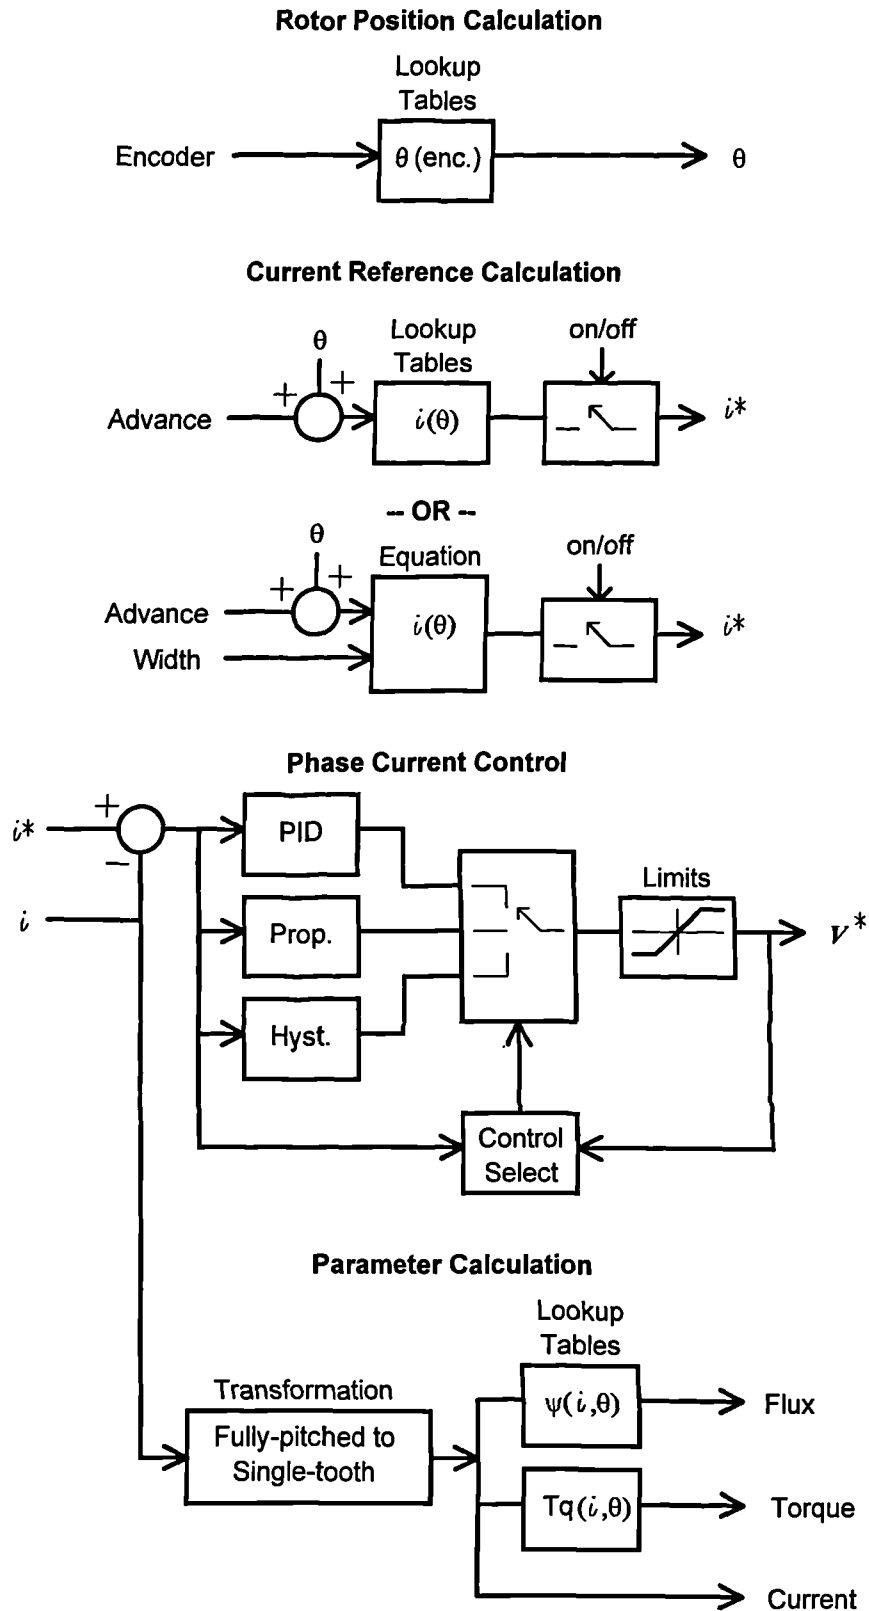 Rotor Position Calculation
Lookup
Tables
Encoder
θ (enc.)
θ
Current Reference Calculation
θ
Lookup
Tables
on/off
+
+
Advance
i(θ)
i*
-- OR --
θ
Equation
on/off
+
+
Advance
i(θ)
i*
Width
Phase Current Control
+
i*
PID
−
Limits
i
Prop.
V*
Hyst.
Control
Select
Parameter Calculation
Lookup
Tables
Transformation
Fully-pitched to
Single-tooth
ψ(i,θ)
Flux
Tq(i,θ)
Torque
Current